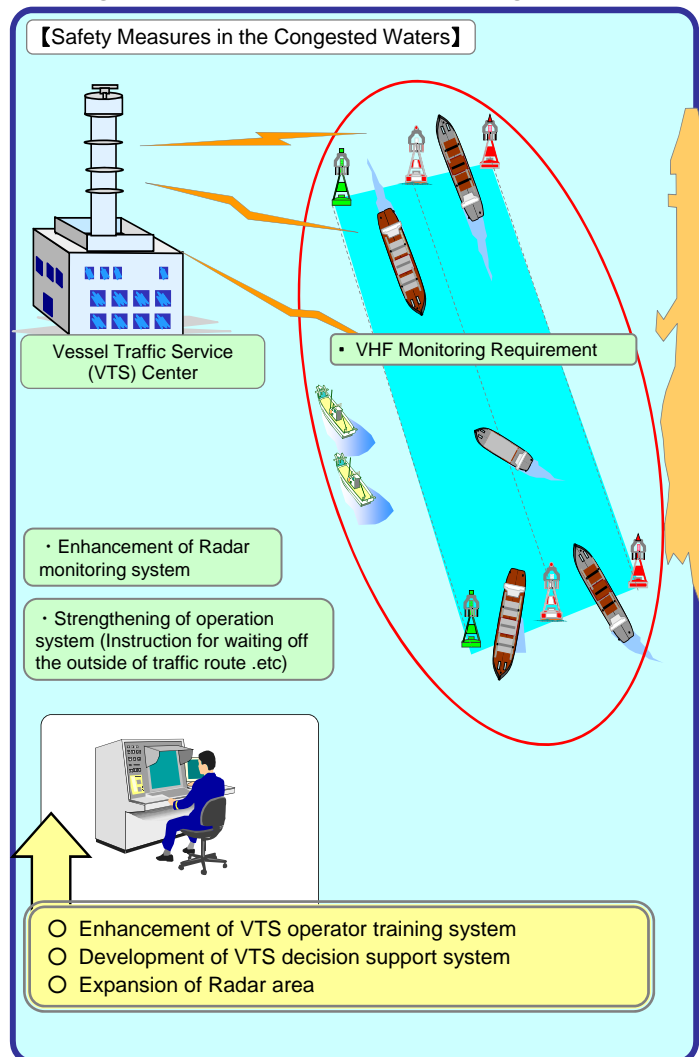 【Safety Measures in the Congested Waters】
Vessel Traffic Service
(VTS) Center
・ VHF Monitoring Requirement
・Enhancement of Radar
monitoring system
・Strengthening of operation
system (Instruction for waiting off
the outside of traffic route .etc)
○ Enhancement of VTS operator training system
○ Development of VTS decision support system
○ Expansion of Radar area